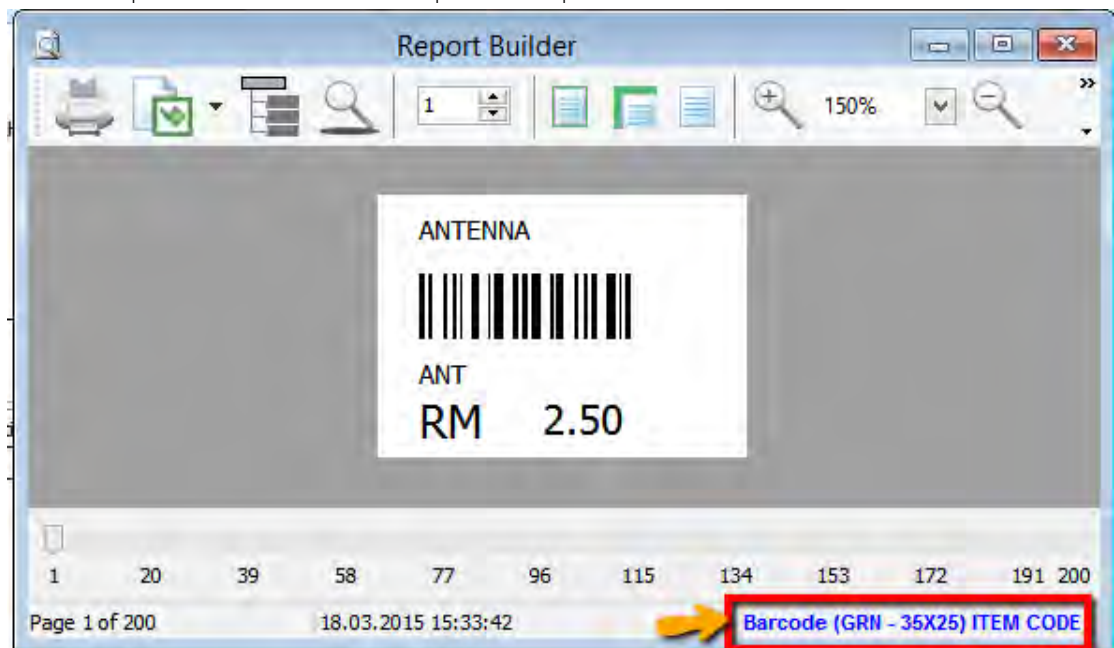 Report Builder
1
150%
ANTENNA
ANT
RM 2.50
1 20 39 58 77 96 115 134 153 172 191 200
Page 1 of 200 18.03.2015 15:33:42 Barcode (GRN - 35X25) ITEM CODE